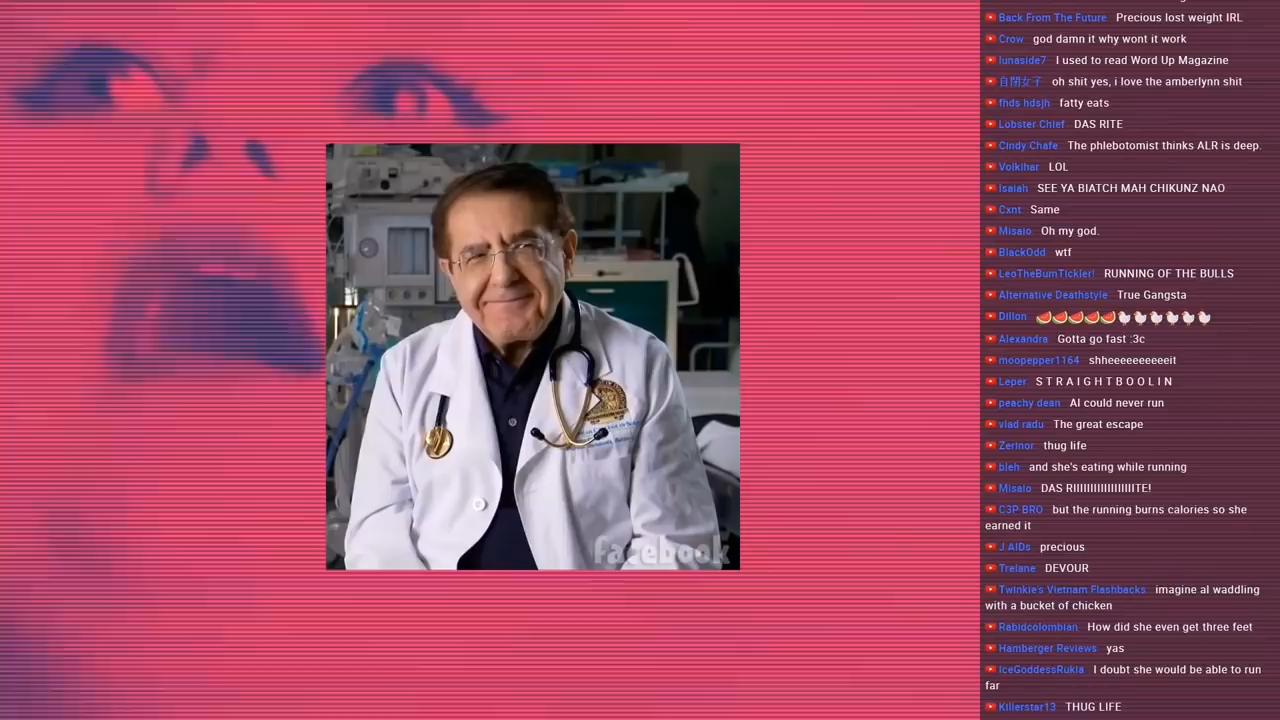 Back From The Future Precious lost weight IRL
Crow god damn it why wont it work
lunaside7 I used to read Word Up Magazine
自閉女子 oh shit yes, i love the amberlynn shit
fhds hdsjh fatty eats
Lobster Chief DAS RITE
Cindy Chafe The phlebotomist thinks ALR is deep.
Volkihar LOL
Isaiah SEE YA BIATCH MAH CHIKUNZ NAO
Cxnt Same
Misaio Oh my god.
BlackOdd wtf
LeoTheBumTickler! RUNNING OF THE BULLS
Alternative Deathstyle True Gangsta
Dillon 🍉🍉🍉🍉🍉🐔🐔🐔🐔🐔🐔
Alexandra Gotta go fast :3c
moopepper1164 shheeeeeeeeeit
Leper S T R A I G H T B O O L I N
peachy dean Al could never run
vlad radu The great escape
Zerinor thug life
bleh and she's eating while running
Misaio DAS RIIIIIIIIIIIIIIIIIITE!
C3P BRO but the running burns calories so she
earned it
J AIDs precious
Trelane DEVOUR
Twinkie's Vietnam Flashbacks imagine al waddling
with a bucket of chicken
Rabidcolombian How did she even get three feet
Hamberger Reviews yas
IceGoddessRukia I doubt she would be able to run
far
Killerstar13 THUG LIFE
facebook